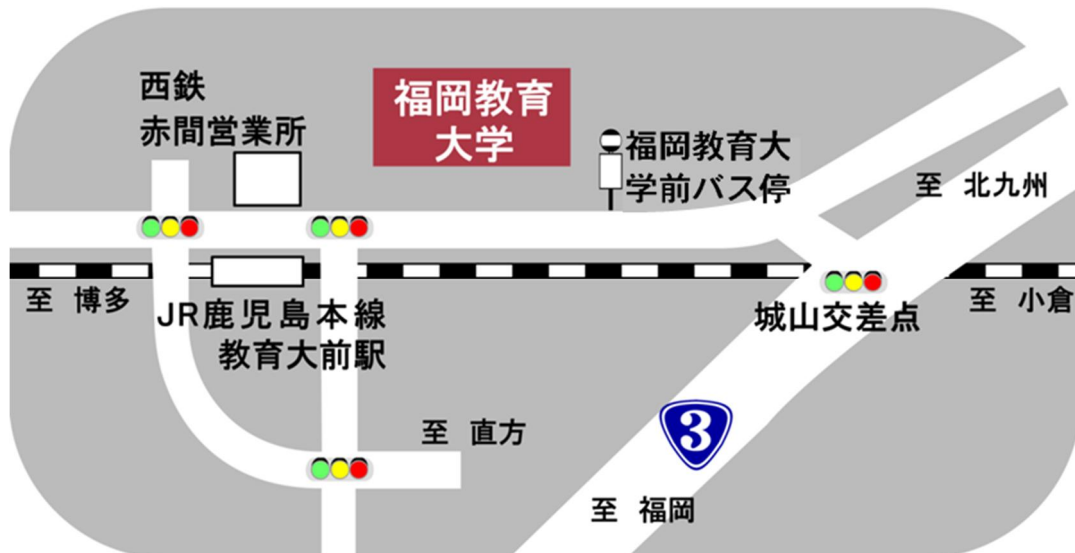 西鉄
赤間営業所
福岡教育
大学
福岡教育大
学前バス停
至 北九州
至 博多
JR鹿児島本線
教育大前駅
城山交差点
至 小倉
3
至 直方
至 福岡